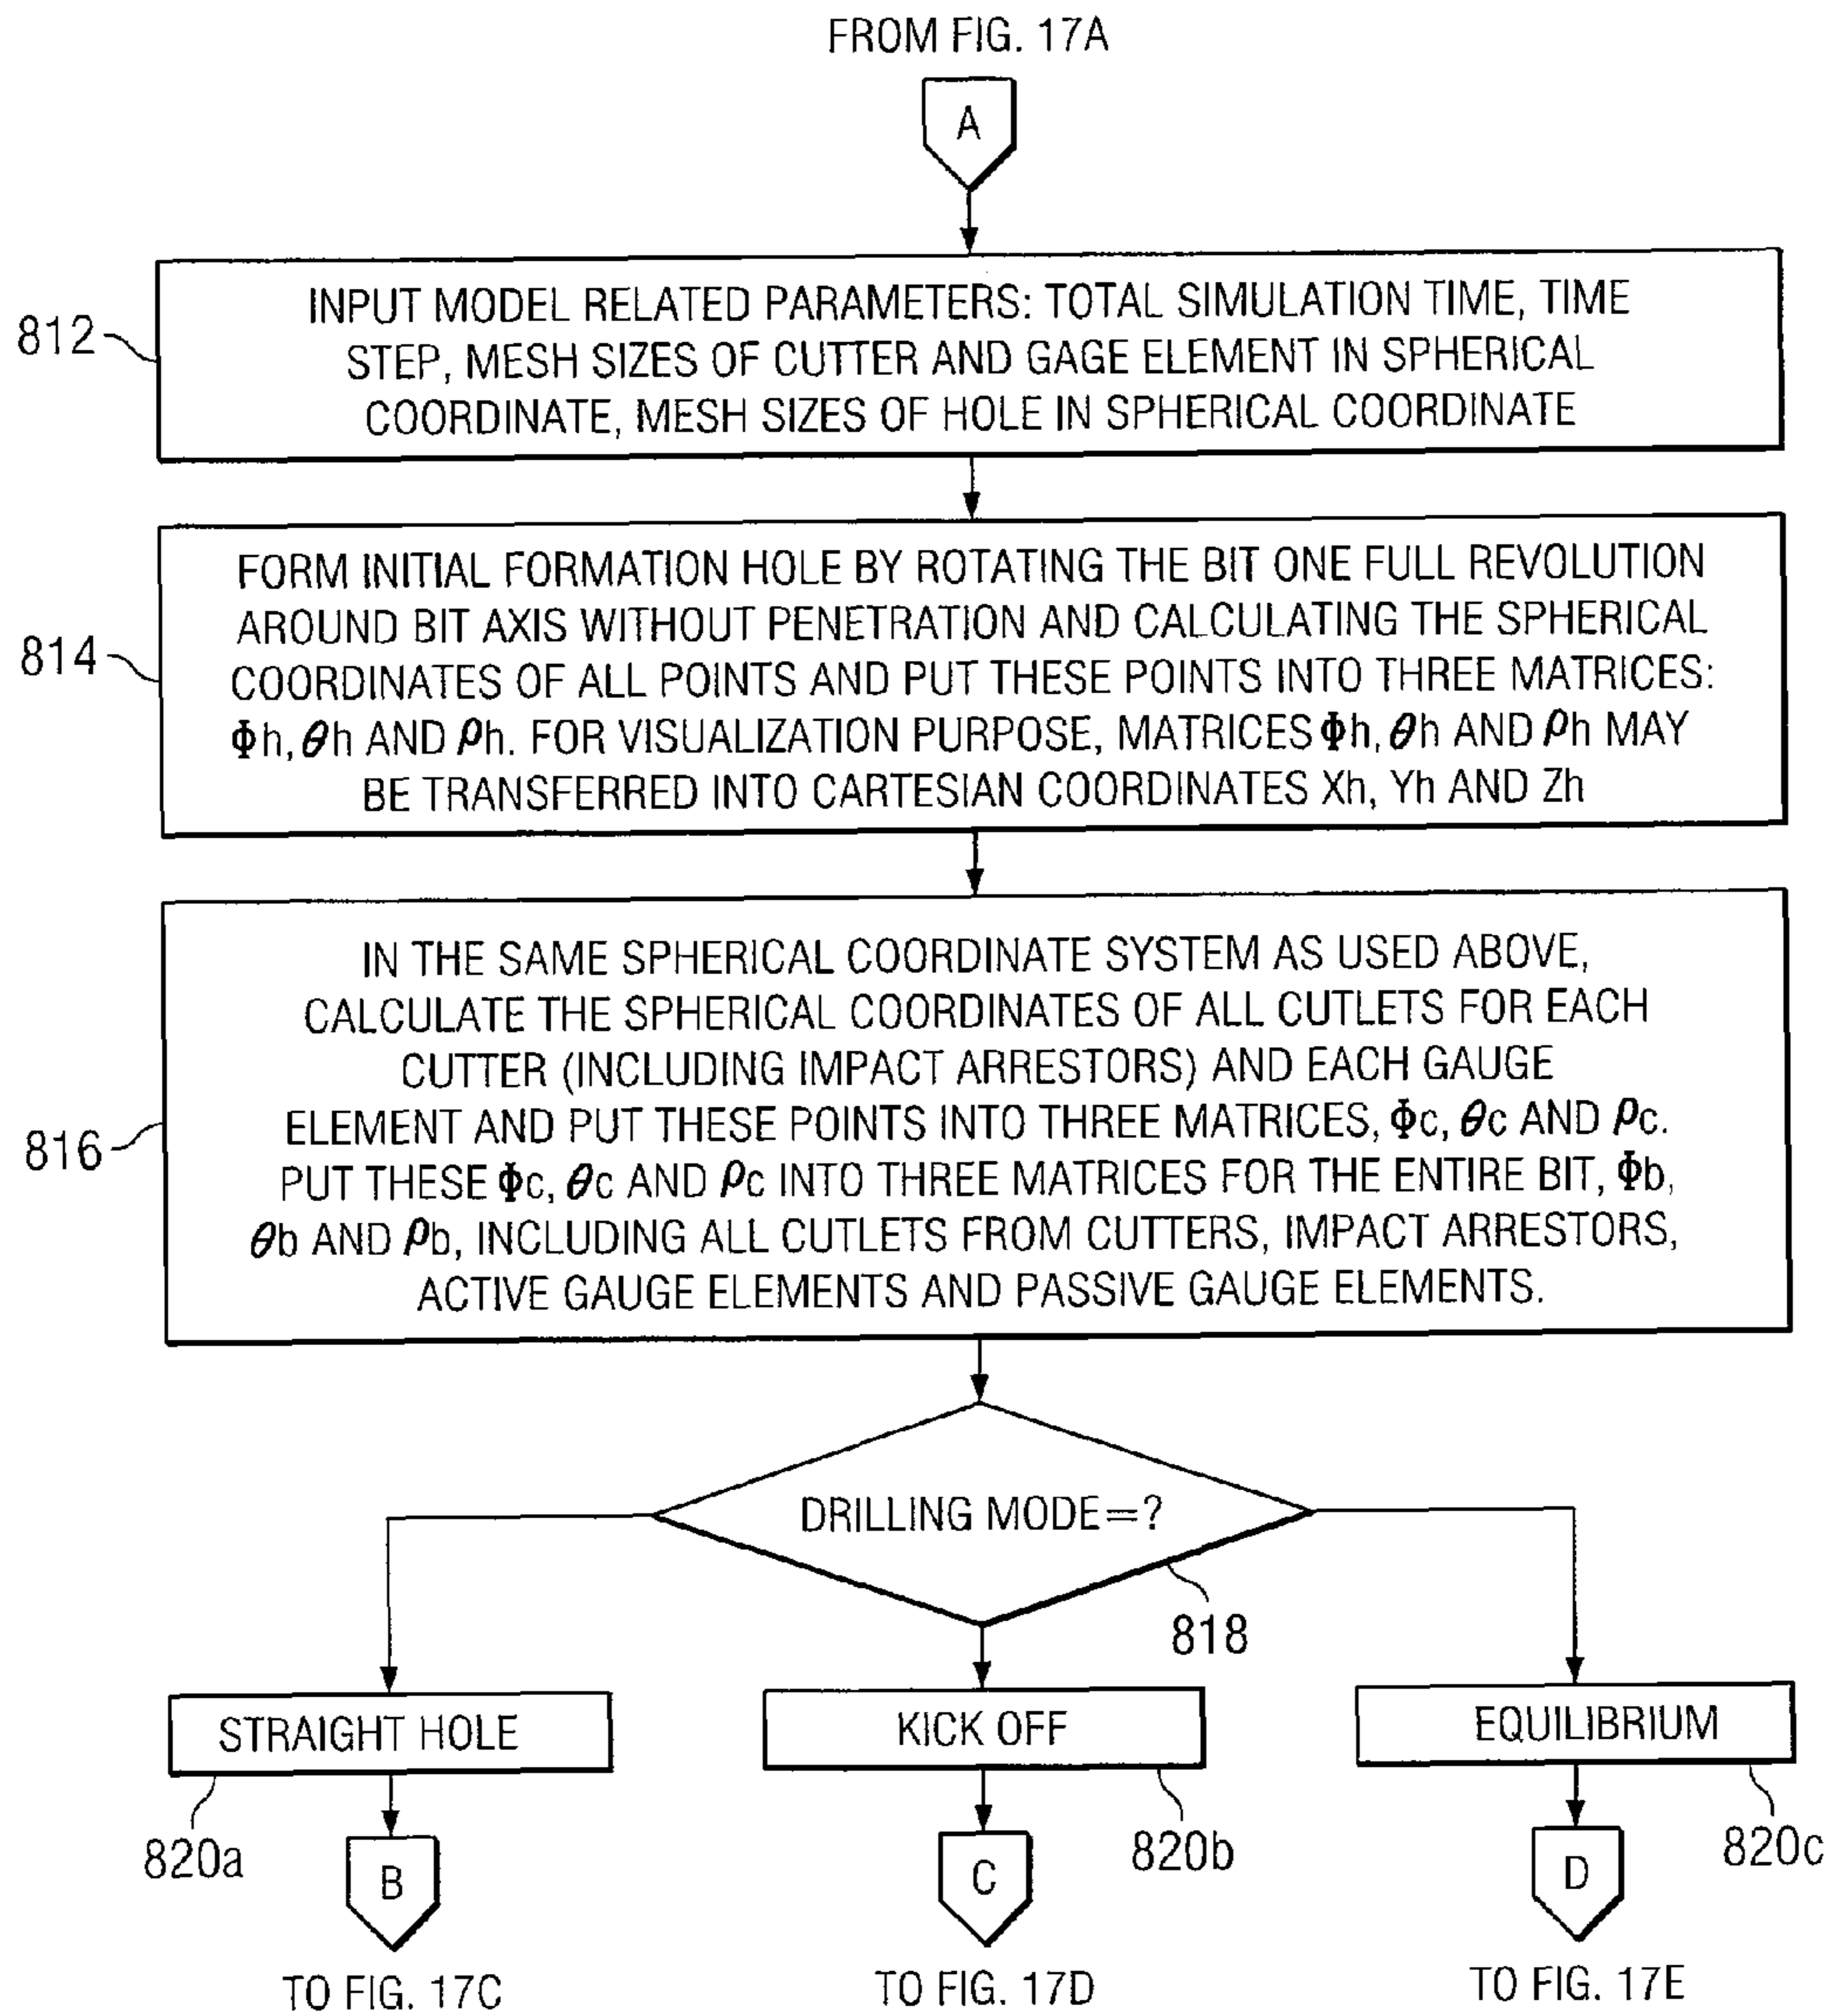 FROM FIG. 17A
A
812
INPUT MODEL RELATED PARAMETERS: TOTAL SIMULATION TIME, TIME
STEP, MESH SIZES OF CUTTER AND GAGE ELEMENT IN SPHERICAL
COORDINATE, MESH SIZES OF HOLE IN SPHERICAL COORDINATE
814
FORM INITIAL FORMATION HOLE BY ROTATING THE BIT ONE FULL REVOLUTION
AROUND BIT AXIS WITHOUT PENETRATION AND CALCULATING THE SPHERICAL
COORDINATES OF ALL POINTS AND PUT THESE POINTS INTO THREE MATRICES:
Φh, θh AND ρh. FOR VISUALIZATION PURPOSE, MATRICES Φh, θh AND ρh MAY
BE TRANSFERRED INTO CARTESIAN COORDINATES Xh, Yh AND Zh
816
IN THE SAME SPHERICAL COORDINATE SYSTEM AS USED ABOVE,
CALCULATE THE SPHERICAL COORDINATES OF ALL CUTLETS FOR EACH
CUTTER (INCLUDING IMPACT ARRESTORS) AND EACH GAUGE
ELEMENT AND PUT THESE POINTS INTO THREE MATRICES, Φc, θc AND ρc.
PUT THESE Φc, θc AND ρc INTO THREE MATRICES FOR THE ENTIRE BIT, Φb,
θb AND ρb, INCLUDING ALL CUTLETS FROM CUTTERS, IMPACT ARRESTORS,
ACTIVE GAUGE ELEMENTS AND PASSIVE GAUGE ELEMENTS.
DRILLING MODE=?
818
STRAIGHT HOLE
KICK OFF
EQUILIBRIUM
820a
820b
820c
B
C
D
TO FIG. 17C
TO FIG. 17D
TO FIG. 17E